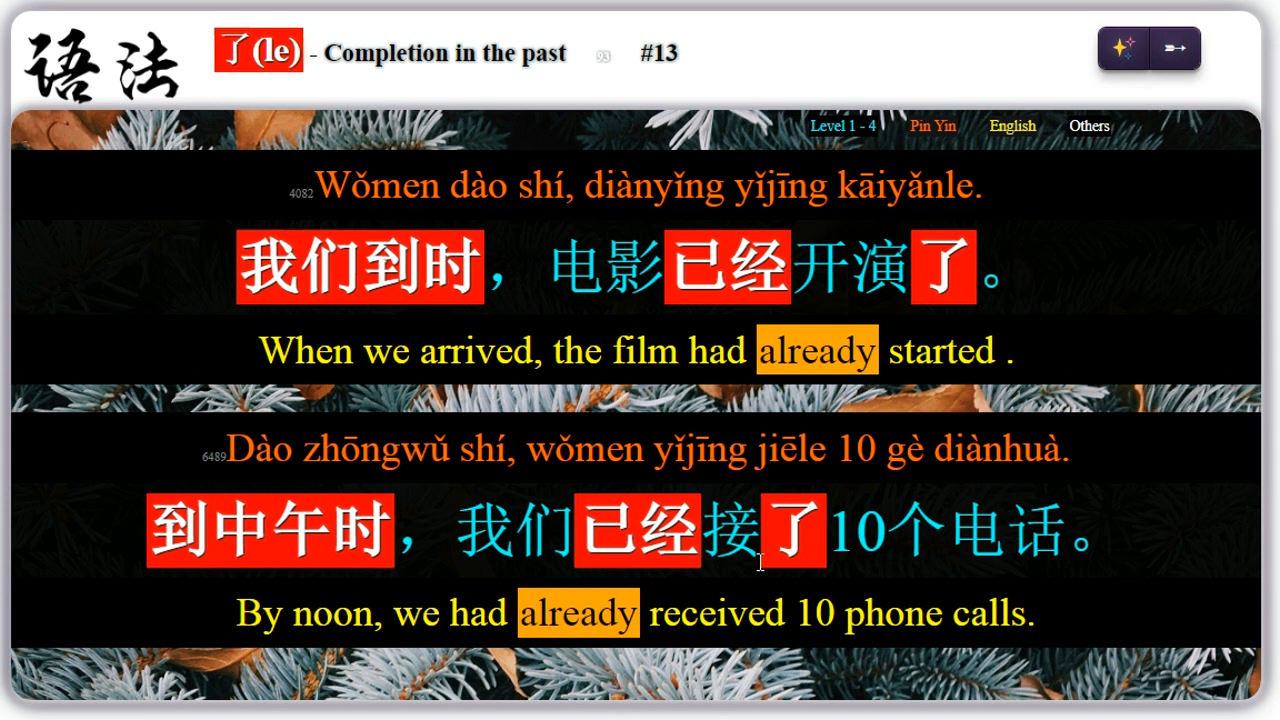 语法 了(le) - Completion in the past 93 #13
Level 1 - 4 Pin Yin English Others
4082 Wǒmen dào shí, diànyǐng yǐjīng kāiyǎnle.
我们到时，电影已经开演了。
When we arrived, the film had already started .
6489 Dào zhōngwǔ shí, wǒmen yǐjīng jiēle 10 gè diànhuà.
到中午时，我们已经接了10个电话。
By noon, we had already received 10 phone calls.